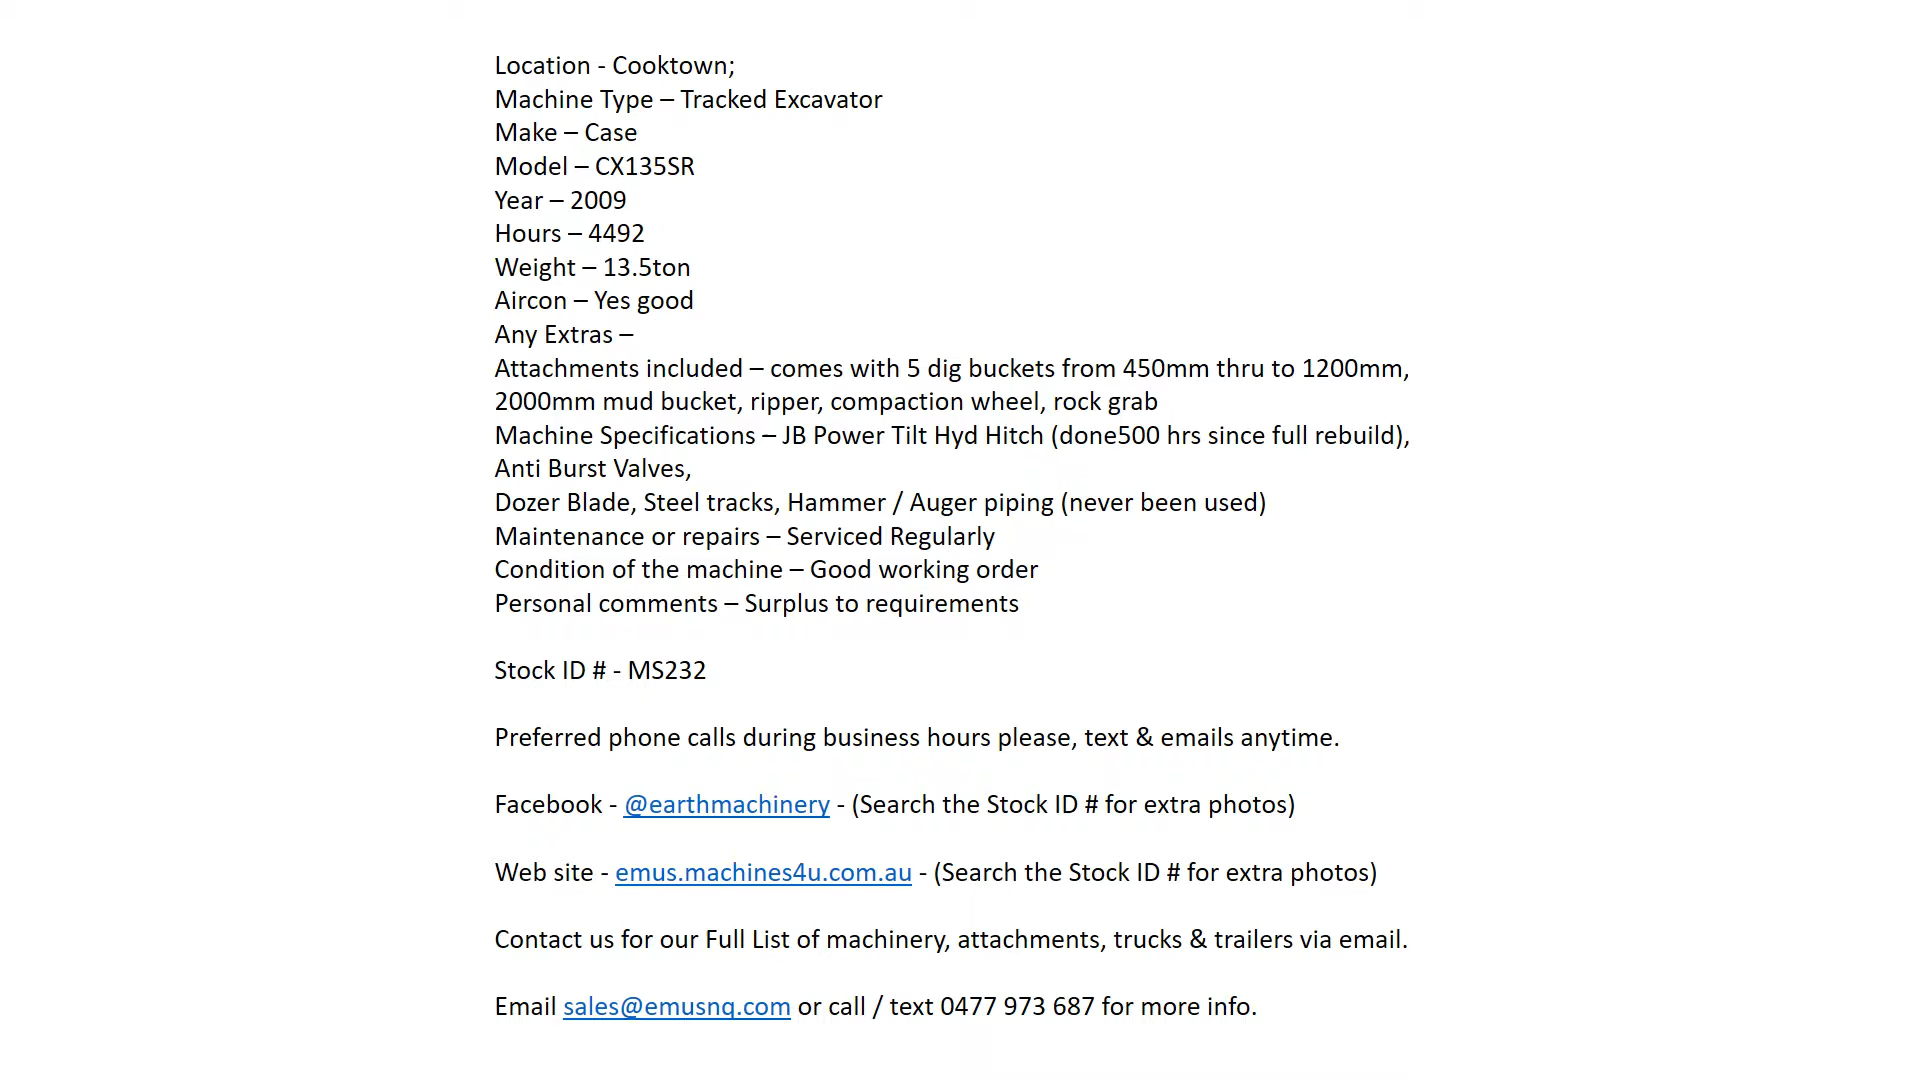 Location - Cooktown;
Machine Type – Tracked Excavator
Make – Case
Model – CX135SR
Year – 2009
Hours – 4492
Weight – 13.5ton
Aircon – Yes good
Any Extras –
Attachments included – comes with 5 dig buckets from 450mm thru to 1200mm,
2000mm mud bucket, ripper, compaction wheel, rock grab
Machine Specifications – JB Power Tilt Hyd Hitch (done500 hrs since full rebuild),
Anti Burst Valves,
Dozer Blade, Steel tracks, Hammer / Auger piping (never been used)
Maintenance or repairs – Serviced Regularly
Condition of the machine – Good working order
Personal comments – Surplus to requirements
Stock ID # - MS232
Preferred phone calls during business hours please, text & emails anytime.
Facebook - @earthmachinery - (Search the Stock ID # for extra photos)
Web site - emus.machines4u.com.au - (Search the Stock ID # for extra photos)
Contact us for our Full List of machinery, attachments, trucks & trailers via email.
Email sales@emusnq.com or call / text 0477 973 687 for more info.